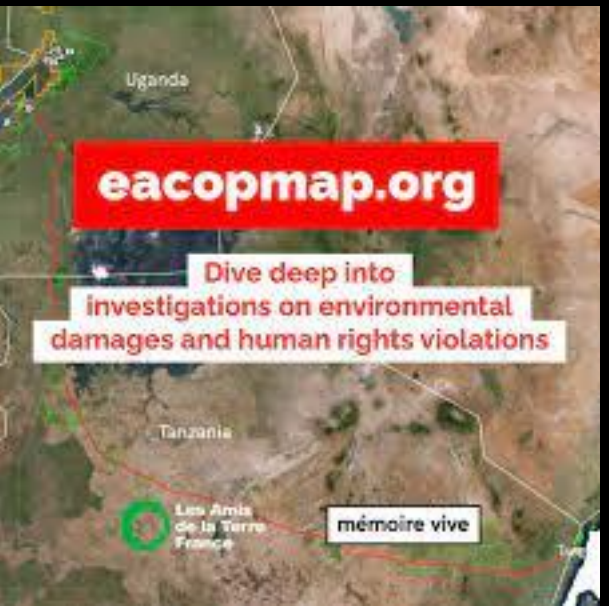 Uganda
eacopmap.org
Dive deep into
investigations on environmental
damages and human rights violations
Tanzania
Les Amis
de la Terre
France
mémoire vive